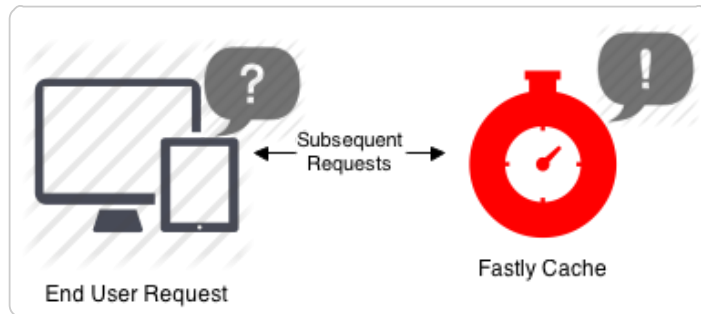 ?
!
Subsequent
Requests
Fastly Cache
End User Request